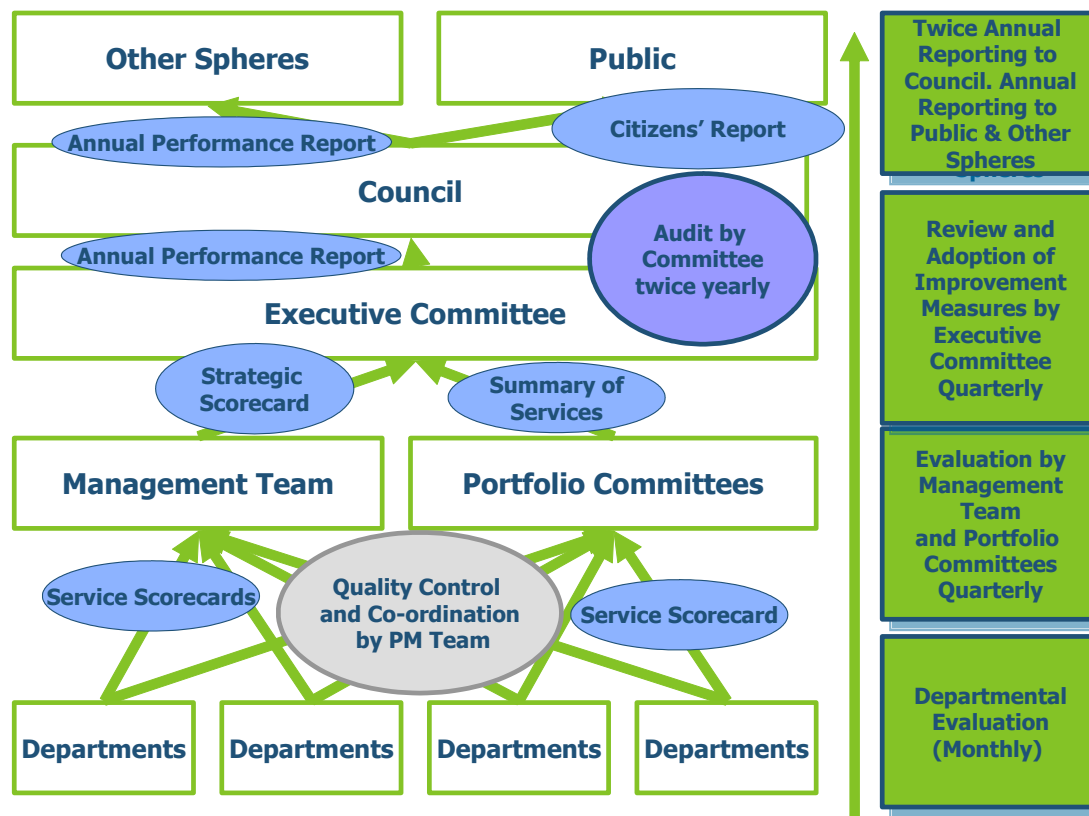 Other Spheres
Public
Annual Performance Report
Citizens’ Report
Council
Annual Performance Report
Audit by
Committee
twice yearly
Executive Committee
Strategic
Scorecard
Summary of
Services
Management Team
Portfolio Committees
Service Scorecards
Quality Control
and Co-ordination
by PM Team
Service Scorecard
Departments
Departments
Departments
Departments
Twice Annual
Reporting to
Council. Annual
Reporting to
Public & Other
Spheres
Review and
Adoption of
Improvement
Measures by
Executive
Committee
Quarterly
Evaluation by
Management
Team
and Portfolio
Committees
Quarterly
Departmental
Evaluation
(Monthly)